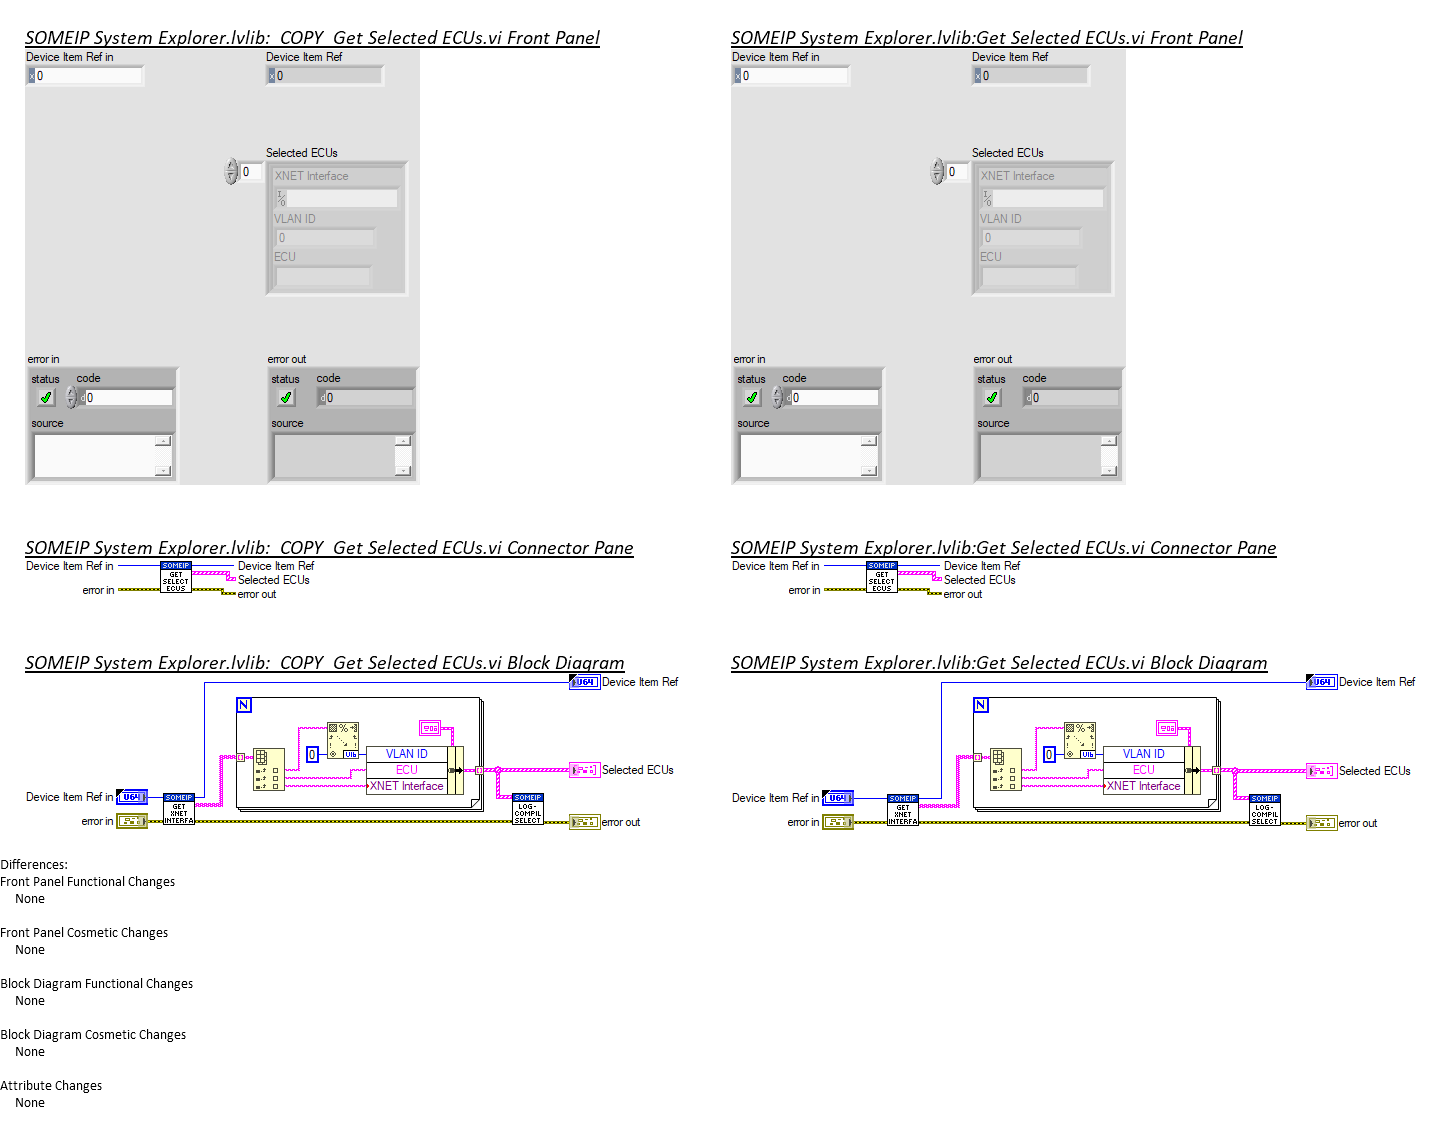 SOMEIP System Explorer.lvlib:  COPY  Get Selected ECUs.vi Front Panel
Device Item Ref in
Device Item Ref
x 0
x 0
Selected ECUs
0
XNET Interface
I/O
VLAN ID
0
ECU
error in
error out
status
code
status
code
d 0
d 0
source
source
SOMEIP System Explorer.lvlib:Get Selected ECUs.vi Front Panel
Device Item Ref in
Device Item Ref
x 0
x 0
Selected ECUs
0
XNET Interface
I/O
VLAN ID
0
ECU
error in
error out
status
code
status
code
d 0
d 0
source
source
SOMEIP System Explorer.lvlib:  COPY  Get Selected ECUs.vi Connector Pane
Device Item Ref in
SOMEIP
GET
SELECT
ECUS
Device Item Ref
Selected ECUs
error in
error out
SOMEIP System Explorer.lvlib:Get Selected ECUs.vi Connector Pane
Device Item Ref in
SOMEIP
GET
SELECT
ECUS
Device Item Ref
Selected ECUs
error in
error out
SOMEIP System Explorer.lvlib:  COPY  Get Selected ECUs.vi Block Diagram
U64
Device Item Ref
N
%
0
VLAN ID
ECU
XNET Interface
Selected ECUs
Device Item Ref in
U64
SOMEIP
GET
XNET
INTERFA
SOMEIP
LOG-
COMPIL
SELECT
error in
error out
SOMEIP System Explorer.lvlib:Get Selected ECUs.vi Block Diagram
U64
Device Item Ref
N
%
0
VLAN ID
ECU
XNET Interface
Selected ECUs
Device Item Ref in
U64
SOMEIP
GET
XNET
INTERFA
SOMEIP
LOG-
COMPIL
SELECT
error in
error out
Differences:
Front Panel Functional Changes
None
Front Panel Cosmetic Changes
None
Block Diagram Functional Changes
None
Block Diagram Cosmetic Changes
None
Attribute Changes
None